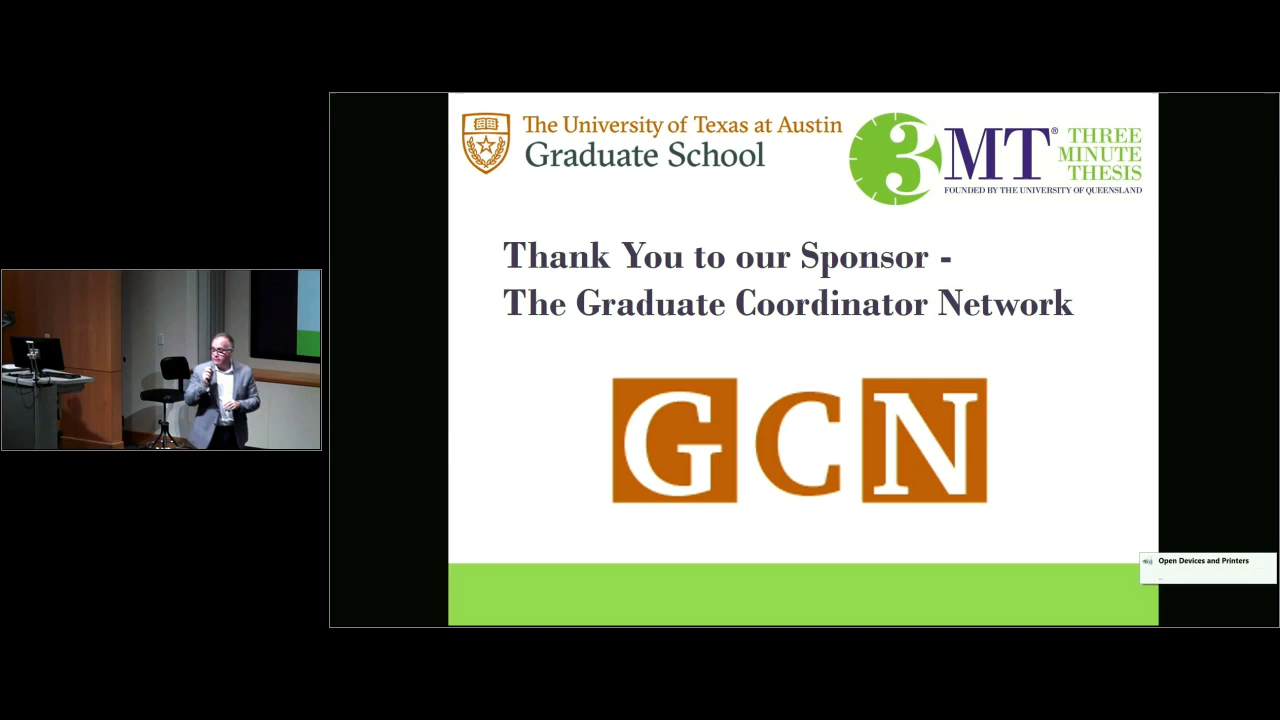 The University of Texas at Austin
Graduate School
3MT® THREE
MINUTE
THESIS
FOUNDED BY THE UNIVERSITY OF QUEENSLAND
Thank You to our Sponsor -
The Graduate Coordinator Network
GCN
Open Devices and Printers